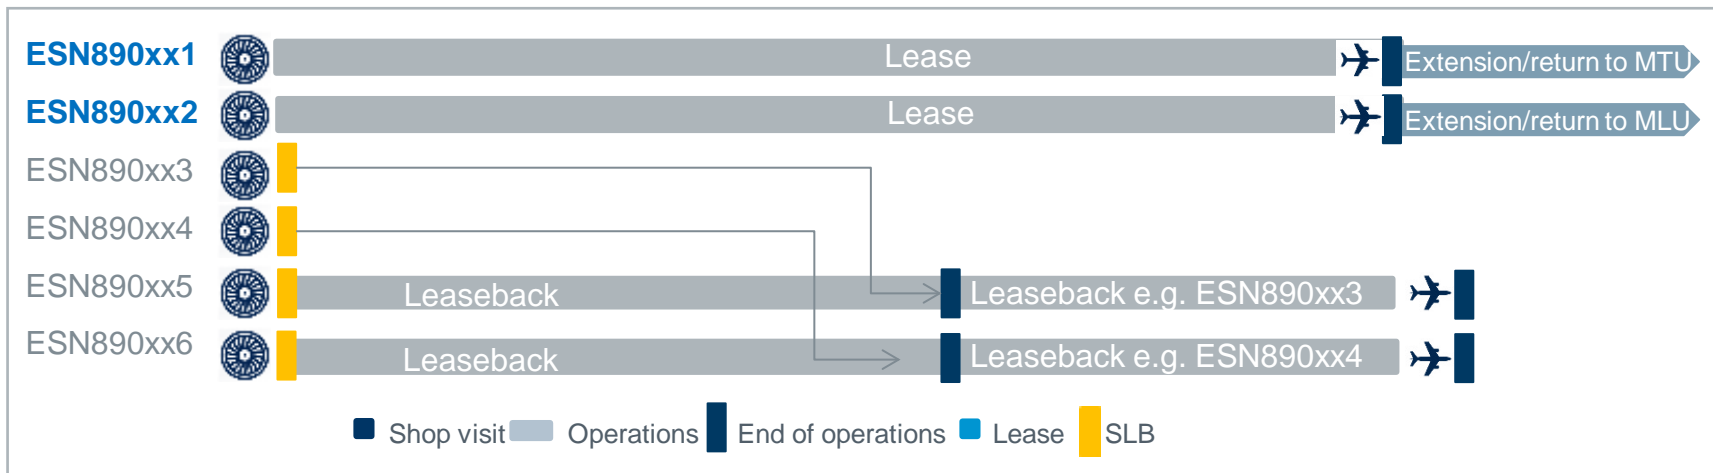 ESN890xx1 Lease Extension/return to MTU
ESN890xx2 Lease Extension/return to MLU
ESN890xx3
ESN890xx4
ESN890xx5 Leaseback Leaseback e.g. ESN890xx3
ESN890xx6 Leaseback Leaseback e.g. ESN890xx4
Shop visit Operations End of operations Lease SLB